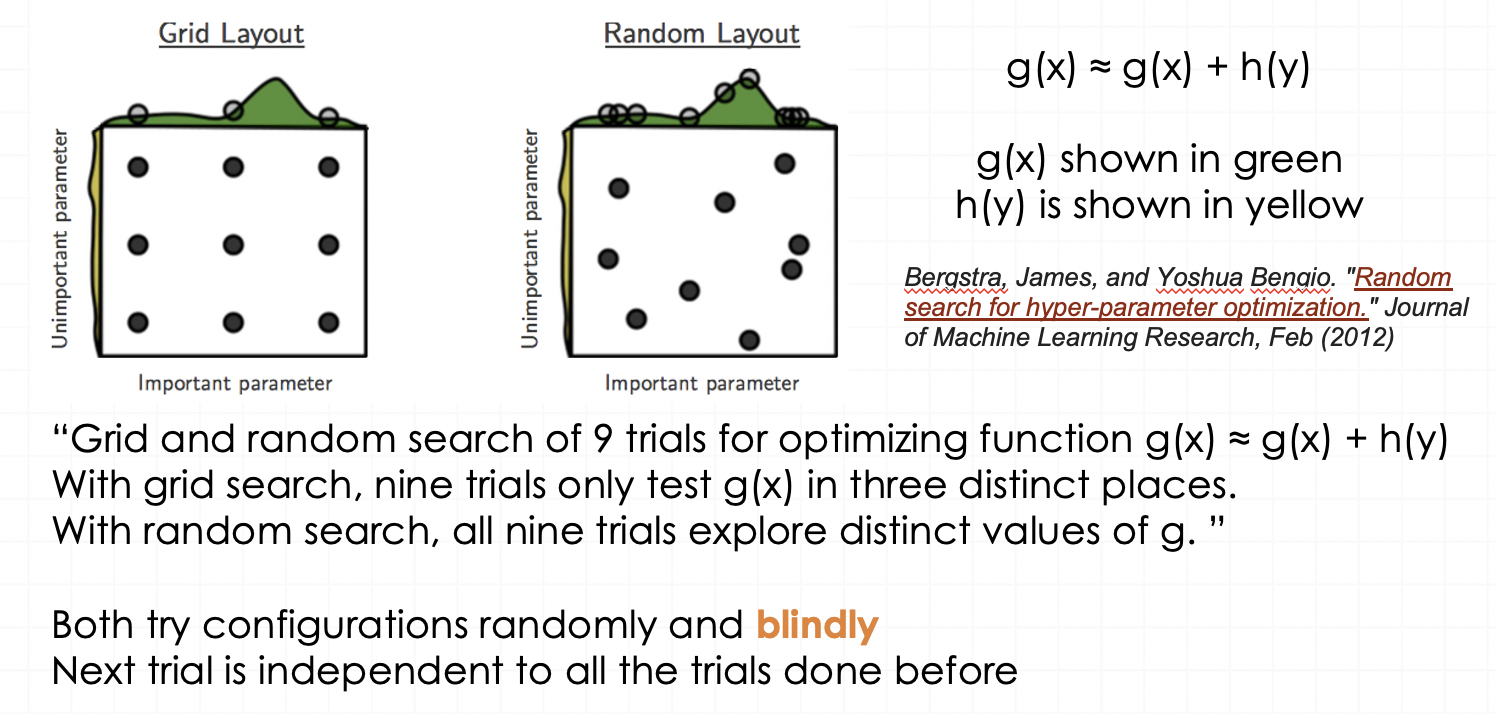 Grid Layout
Unimportant parameter
Important parameter
Random Layout
Unimportant parameter
Important parameter
g(x) ≈ g(x) + h(y)
g(x) shown in green
h(y) is shown in yellow
Bergstra, James, and Yoshua Bengio. "Random
search for hyper-parameter optimization." Journal
of Machine Learning Research, Feb (2012)
“Grid and random search of 9 trials for optimizing function g(x) ≈ g(x) + h(y)
With grid search, nine trials only test g(x) in three distinct places.
With random search, all nine trials explore distinct values of g. ”
Both try configurations randomly and blindly
Next trial is independent to all the trials done before